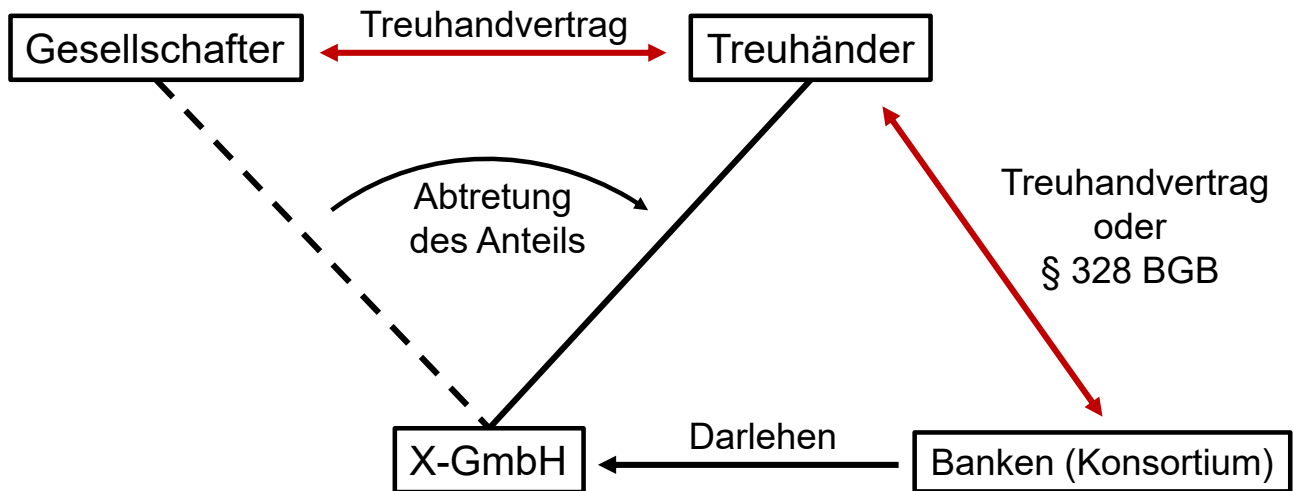 Treuhandvertrag
Gesellschafter
Treuhänder
Abtretung
des Anteils
Treuhandvertrag
oder
§ 328 BGB
Darlehen
X-GmbH
Banken (Konsortium)